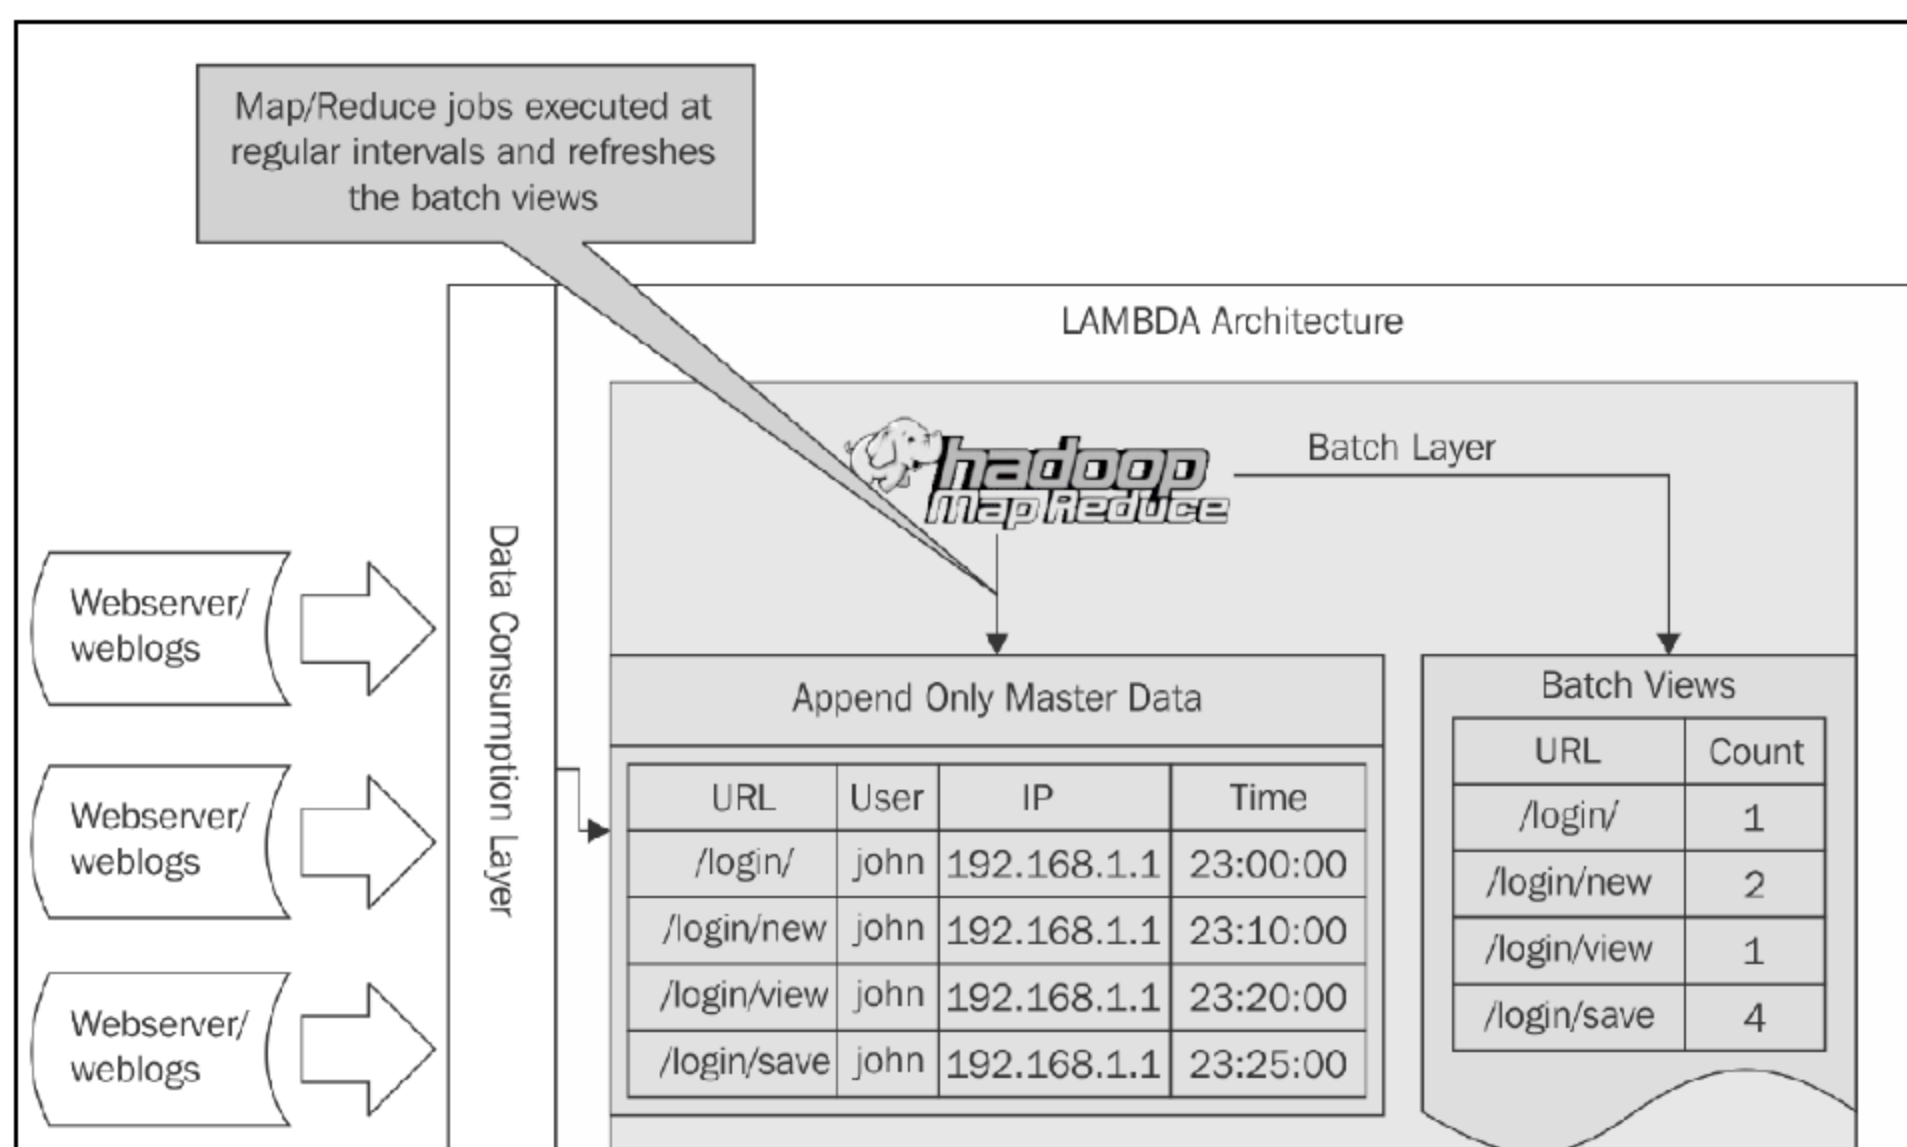 Map/Reduce jobs executed at
regular intervals and refreshes
the batch views
LAMBDA Architecture
hadoop
Map Reduce
Batch Layer
Data Consumption Layer
Webserver/
weblogs
Webserver/
weblogs
Webserver/
weblogs
Append Only Master Data
URL User IP Time
/login/ john 192.168.1.1 23:00:00
/login/new john 192.168.1.1 23:10:00
/login/view john 192.168.1.1 23:20:00
/login/save john 192.168.1.1 23:25:00
Batch Views
URL Count
/login/ 1
/login/new 2
/login/view 1
/login/save 4